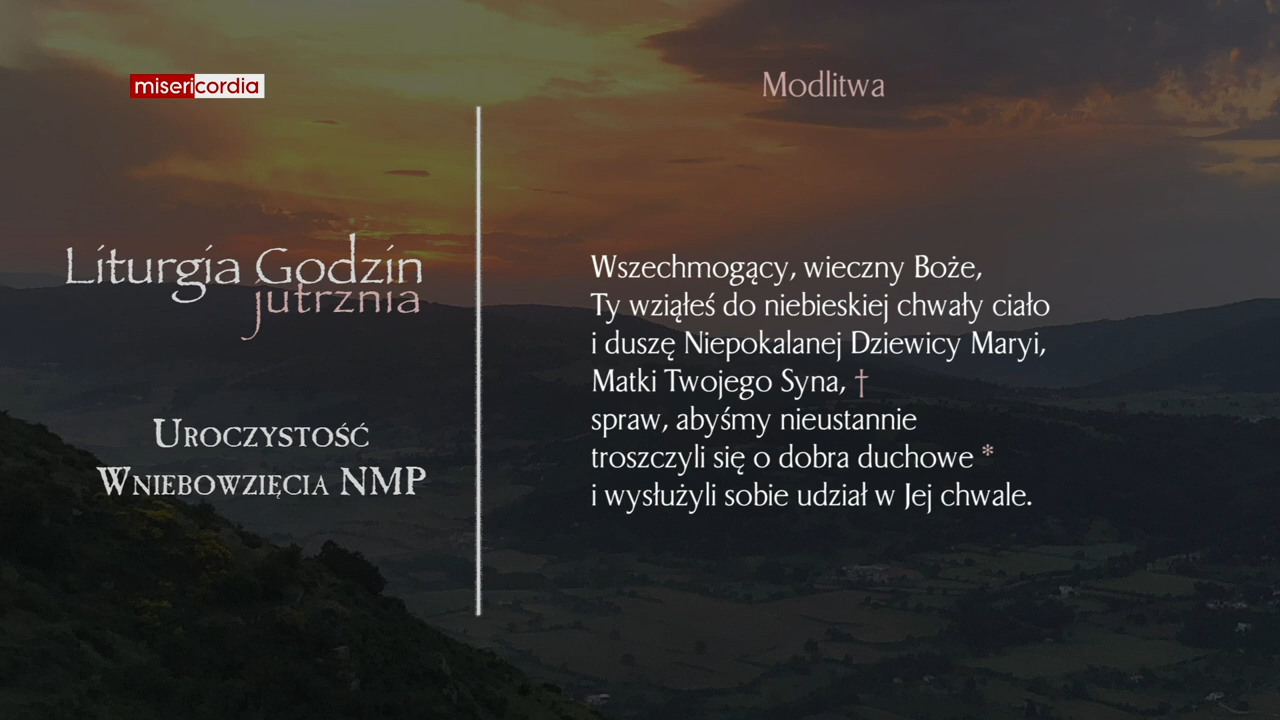 misericordia
Liturgia Godzin
jutrznia
Uroczystość
Wniebowzięcia NMP
Modlitwa
Wszechmogący, wieczny Boże,
Ty wziąłeś do niebieskiej chwały ciało
i duszę Niepokalanej Dziewicy Maryi,
Matki Twojego Syna, †
spraw, abyśmy nieustannie
troszczyli się o dobra duchowe *
i wysłużyli sobie udział w Jej chwale.